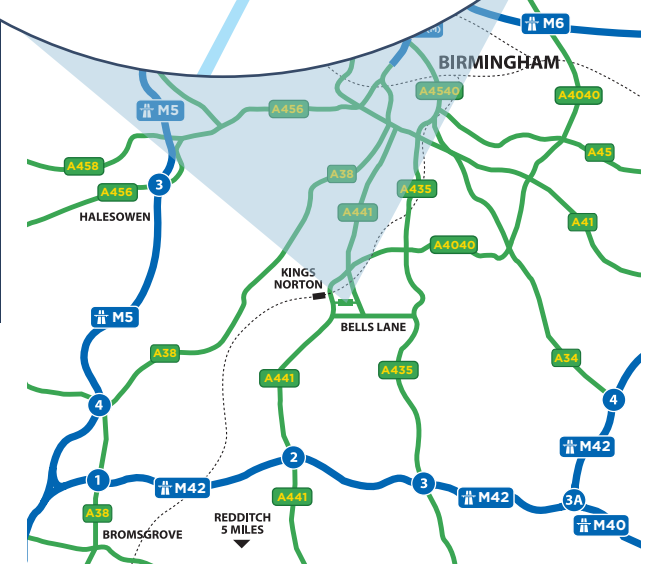 M6
(M)
BIRMINGHAM
A4540
A4040
M5
A456
A45
A458
A38
A456
3
A435
HALESOWEN
A441
A41
A4040
KINGS
NORTON
M5
BELLS LANE
A38
A34
A435
A441
4
4
M42
2
1
3
M42
A441
M42
3A
A38
REDDITCH
5 MILES
M40
BROMSGROVE